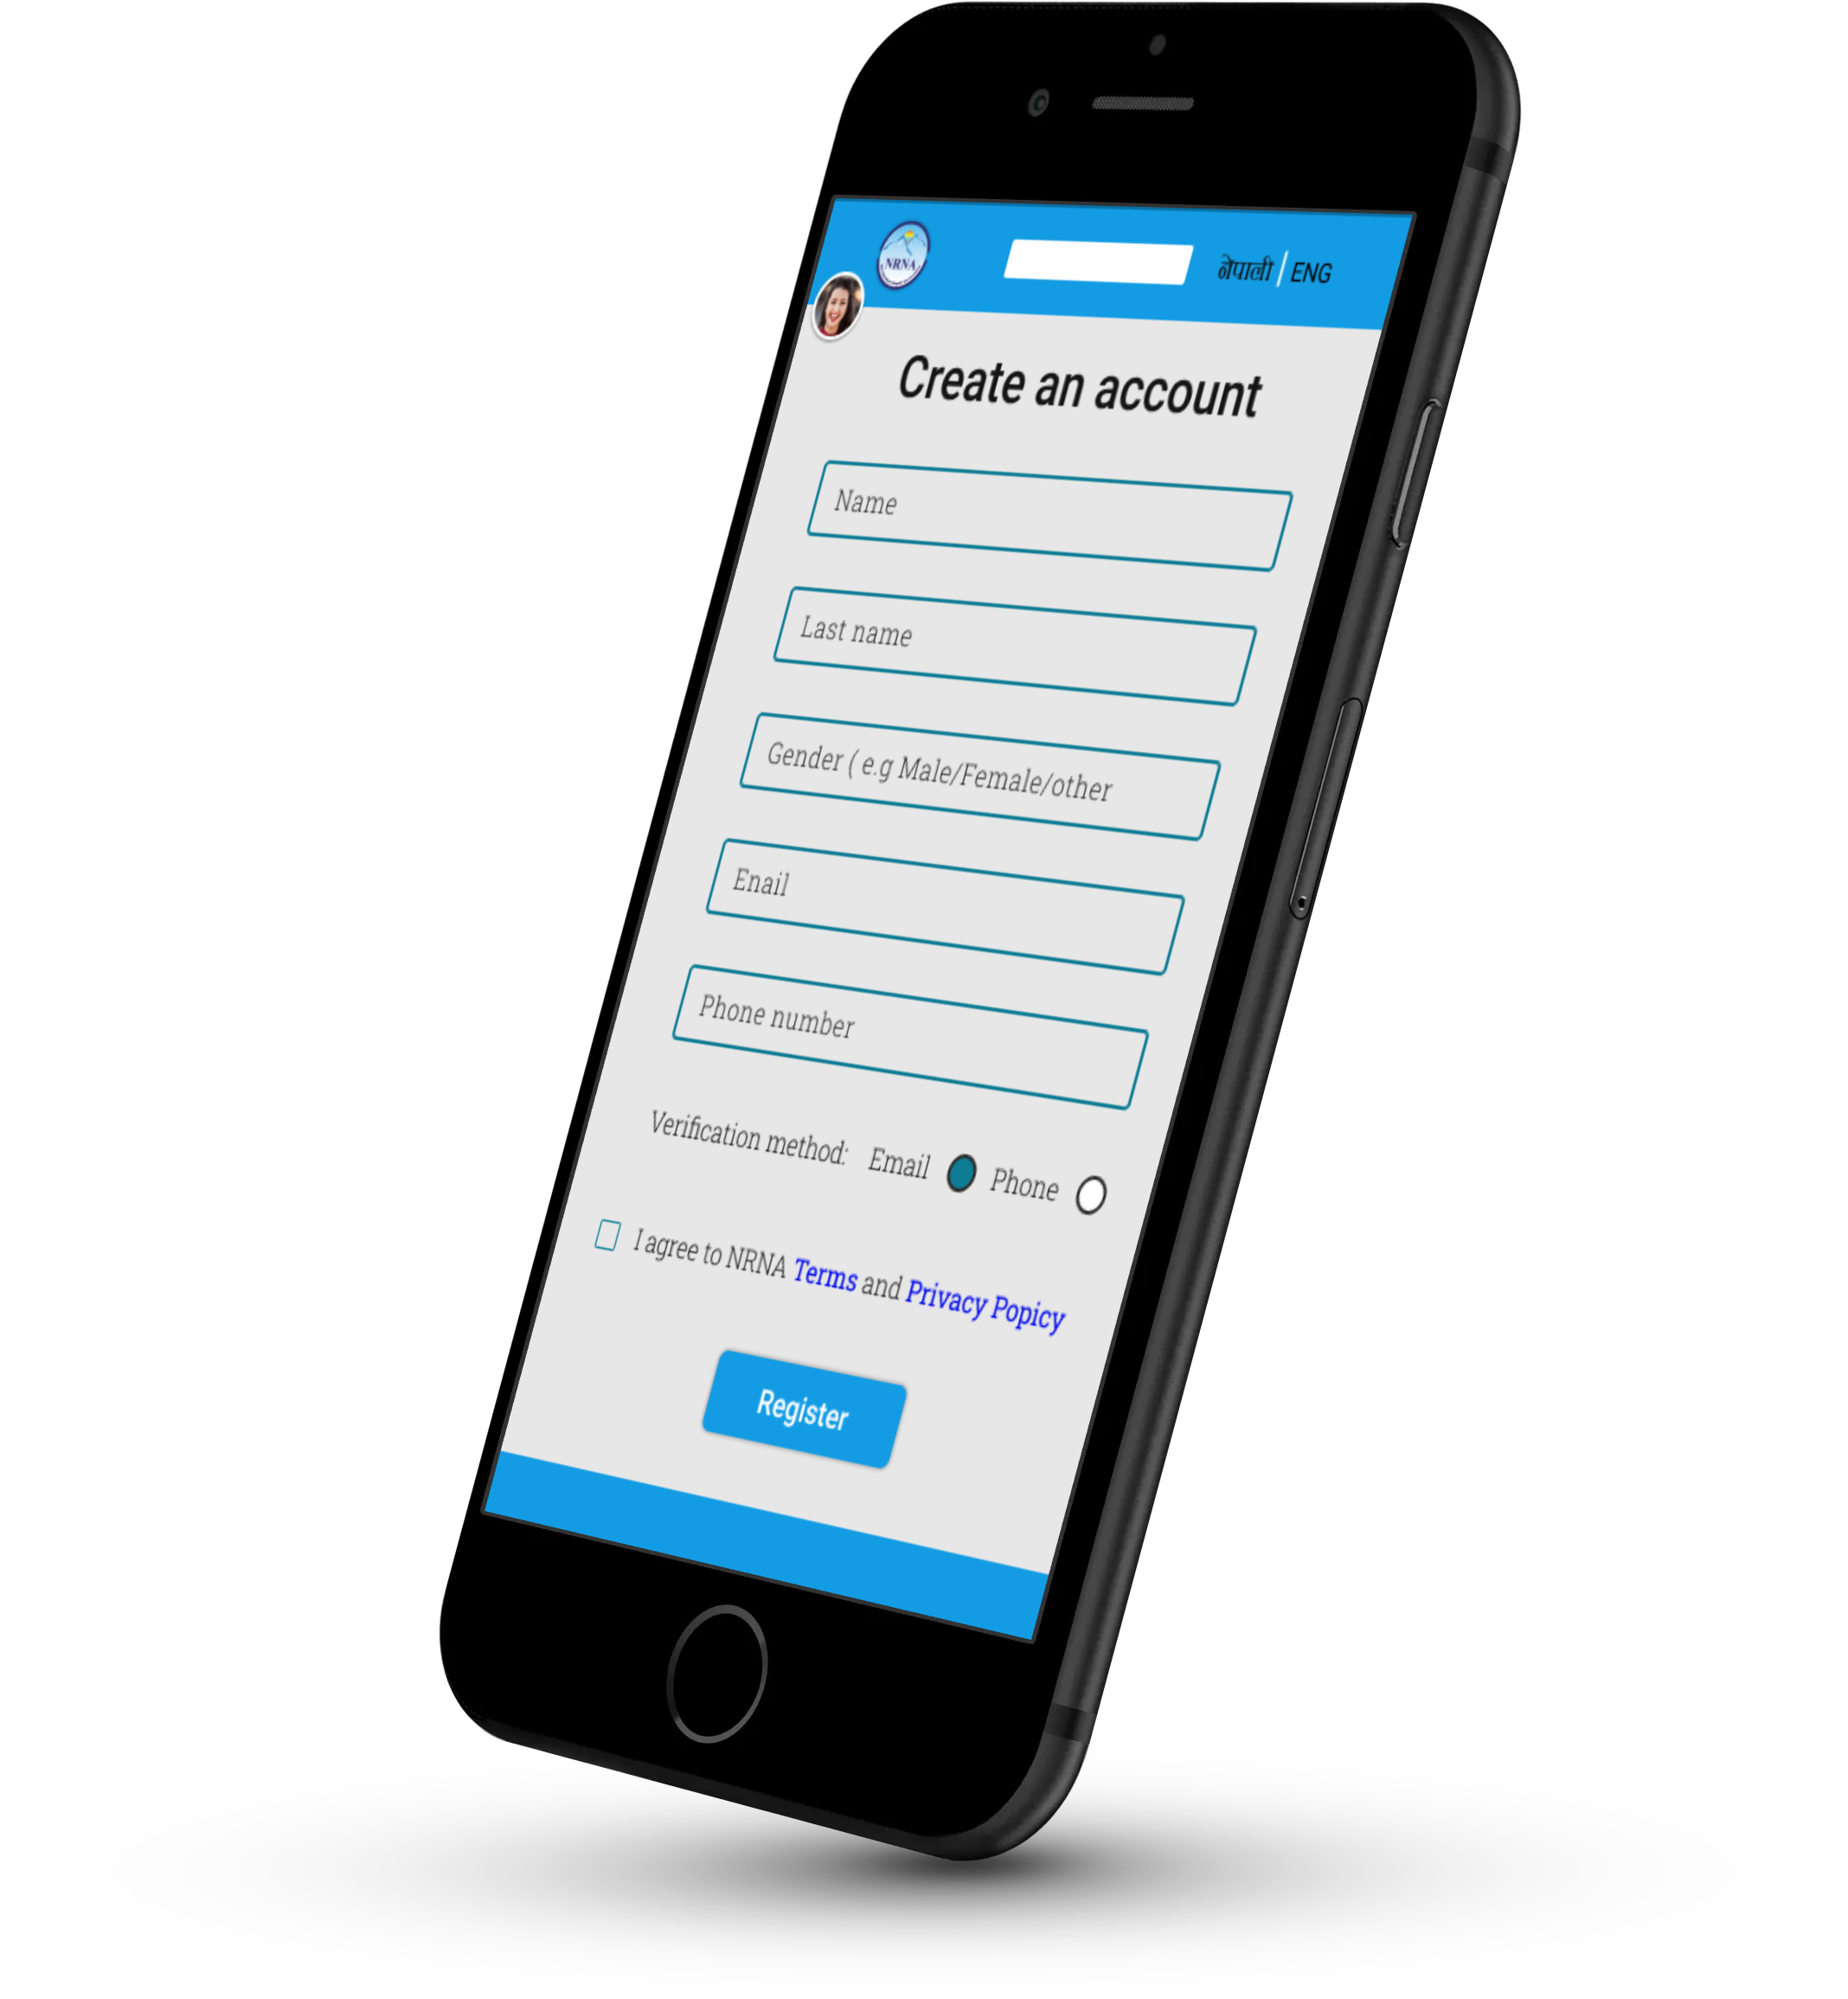 NRNA
नेपाली | ENG
Create an account
Name
Last name
Gender ( e.g Male/Female/other
Enail
Phone number
Verification method: Email Phone
I agree to NRNA Terms and Privacy Popicy
Register